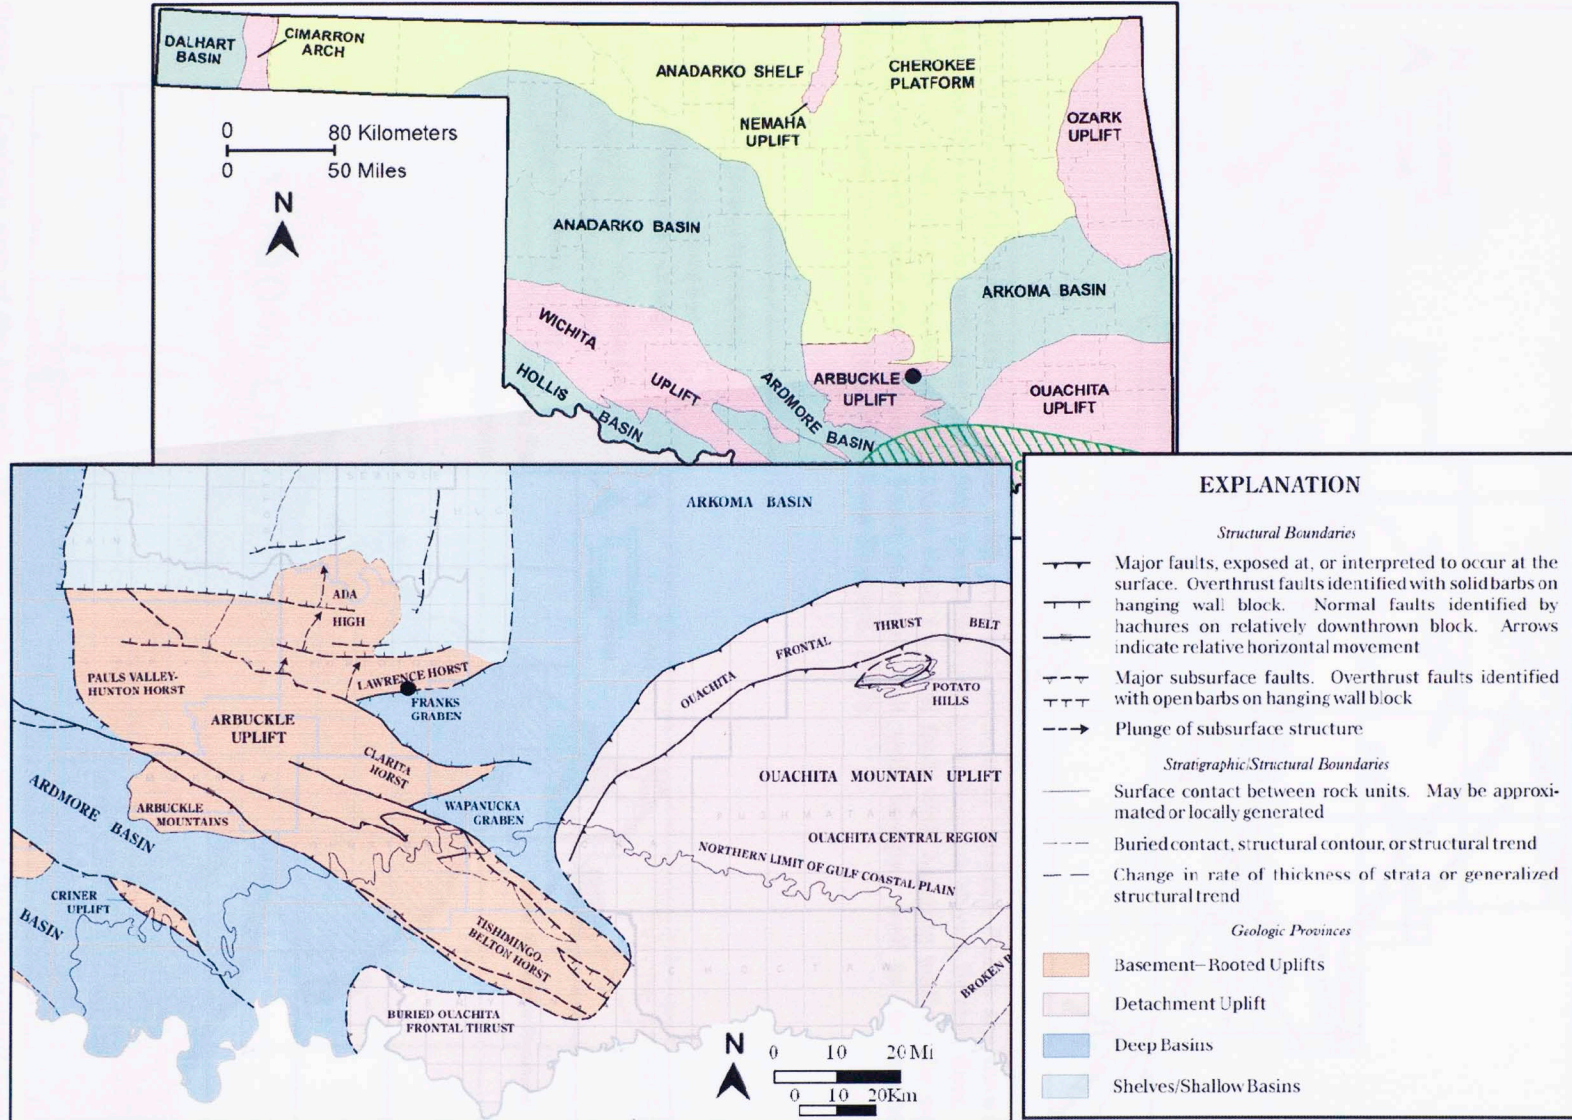 DALHART
BASIN
CIMARRON
ARCH
ANADARKO SHELF
CHEROKEE
PLATFORM
NEMAHA
UPLIFT
OZARK
UPLIFT
0 80 Kilometers
0 50 Miles
N
ANADARKO BASIN
ARKOMA BASIN
WICHITA
UPLIFT
HOLLIS
BASIN
ARDMORE BASIN
ARBUCKLE
UPLIFT
OUACHITA
UPLIFT
ARKOMA BASIN
ADA
HIGH
PAULS VALLEY-
HUNTON HORST
LAWRENCE HORST
FRANKS
GRABEN
ARBUCKLE
UPLIFT
CLARITA
HORST
OUACHITA FRONTAL THRUST BELT
POTATO
HILLS
OUACHITA MOUNTAIN UPLIFT
ARDMORE BASIN
ARBUCKLE
MOUNTAINS
WAPANUCKA
GRABEN
OUACHITA CENTRAL REGION
NORTHERN LIMIT OF GULF COASTAL PLAIN
CRINER
UPLIFT
BASIN
TISHIMINGO-
BELTON HORST
CHOCTAW
BROKEN
BURIED OUACHITA
FRONTAL THRUST
N
0 10 20 Mi
0 10 20Km
EXPLANATION
Structural Boundaries
Major faults, exposed at, or interpreted to occur at the
surface. Overthrust faults identified with solid barbs on
hanging wall block. Normal faults identified by
hachures on relatively downthrown block. Arrows
indicate relative horizontal movement
Major subsurface faults. Overthrust faults identified
with open barbs on hanging wall block
Plunge of subsurface structure
Stratigraphic/Structural Boundaries
Surface contact between rock units. May be approxi-
mated or locally generated
Buried contact, structural contour, or structural trend
Change in rate of thickness of strata or generalized
structural trend
Geologic Provinces
Basement-Rooted Uplifts
Detachment Uplift
Deep Basins
Shelves/Shallow Basins